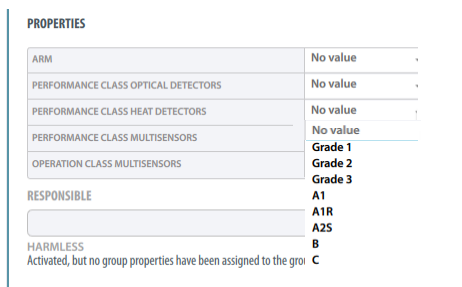 PROPERTIES
ARM No value
PERFORMANCE CLASS OPTICAL DETECTORS No value
PERFORMANCE CLASS HEAT DETECTORS No value
No value
PERFORMANCE CLASS MULTISENSORS
Grade 1
OPERATION CLASS MULTISENSORS Grade 2
Grade 3
RESPONSIBLE A1
A1R
A2S
HARMLESS B
Activated, but no group properties have been assigned to the C